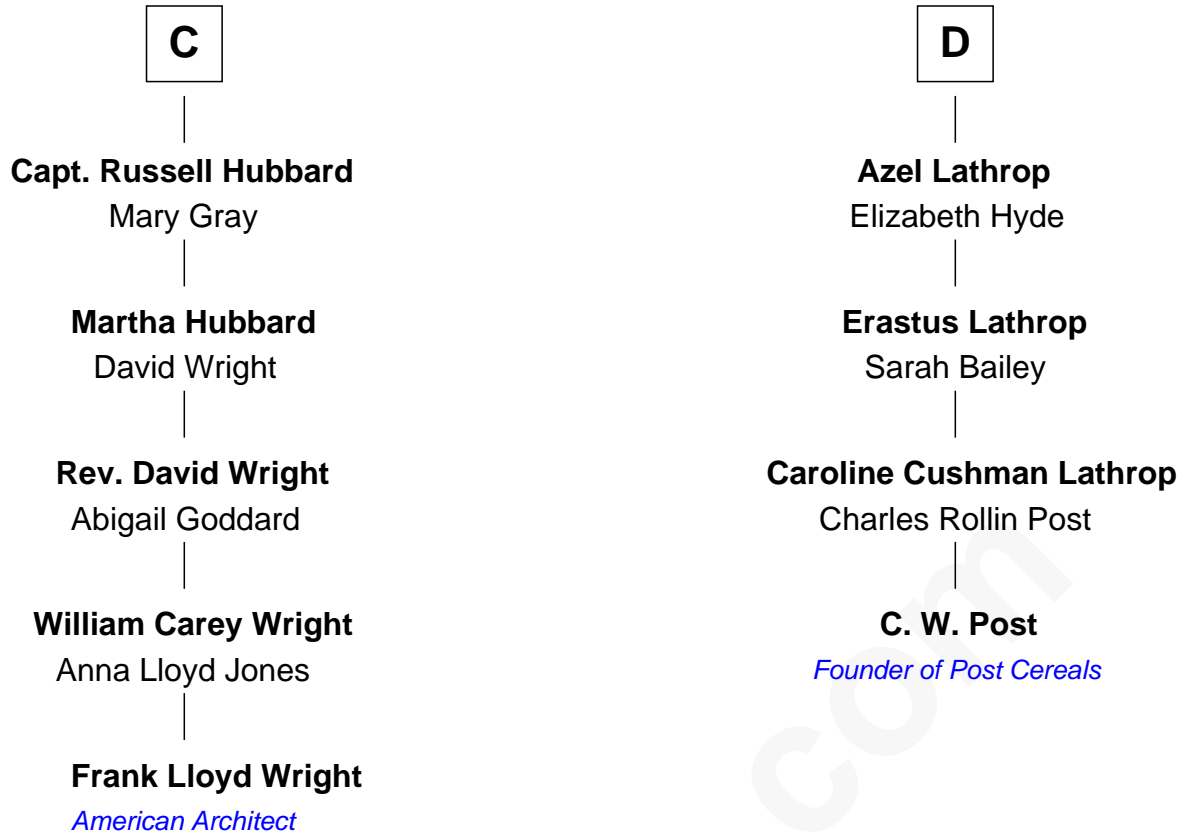 C
Capt. Russell Hubbard
Mary Gray
Martha Hubbard
David Wright
Rev. David Wright
Abigail Goddard
William Carey Wright
Anna Lloyd Jones
Frank Lloyd Wright
American Architect
D
Azel Lathrop
Elizabeth Hyde
Erastus Lathrop
Sarah Bailey
Caroline Cushman Lathrop
Charles Rollin Post
C. W. Post
Founder of Post Cereals
com